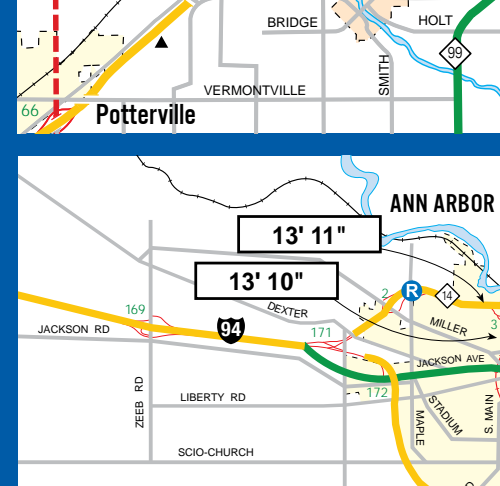 BRIDGE
HOLT
99
SMITH
VERMONTVILLE
66
Potterville
ANN ARBOR
13' 11"
13' 10"
2
R
14
169
DEXTER
MILLER
3
94
171
JACKSON RD
JACKSON AVE
172
ZEEB RD
LIBERTY RD
MAPLE
STADIUM
S. MAIN
SCIO-CHURCH